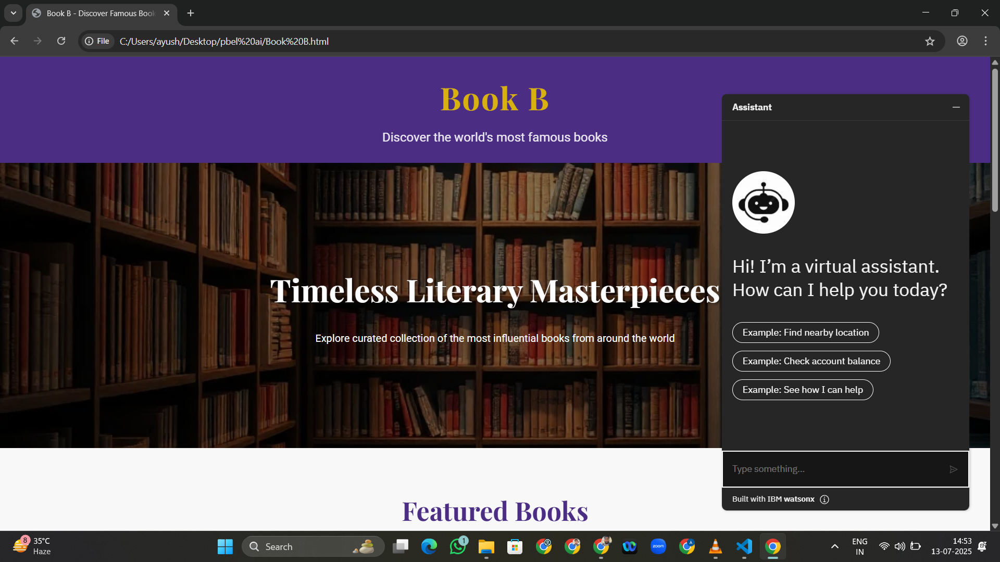 Book B - Discover Famous Book
File
C:/Users/ayush/Desktop/pbel%20ai/Book%20B.html
Book B
Discover the world's most famous books
Timeless Literary Masterpieces
Explore curated collection of the most influential books from around the world
Featured Books
Assistant
Hi! I'm a virtual assistant.
How can I help you today?
Example: Find nearby location
Example: Check account balance
Example: See how I can help
Type something...
Built with IBM watsonx
8
35°C
Haze
Search
1
zoom
A
ENG
IN
14:53
13-07-2025